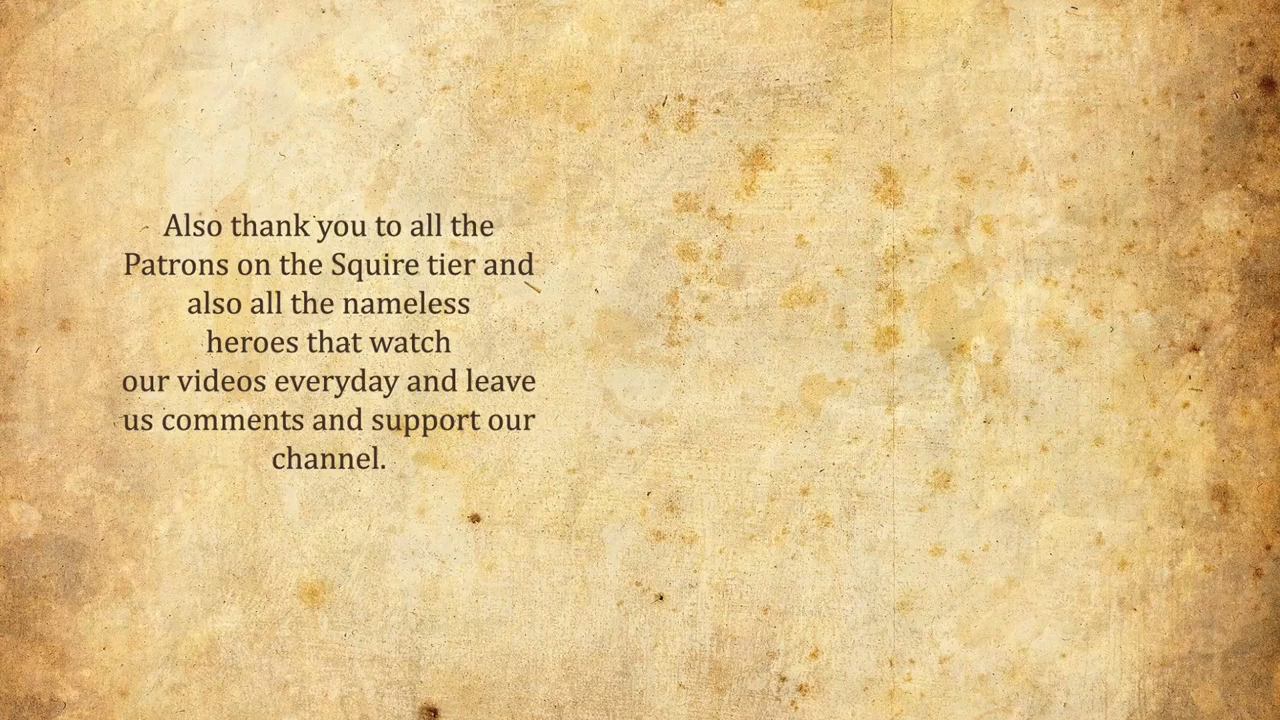 Also thank you to all the
Patrons on the Squire tier and
also all the nameless
heroes that watch
our videos everyday and leave
us comments and support our
channel.